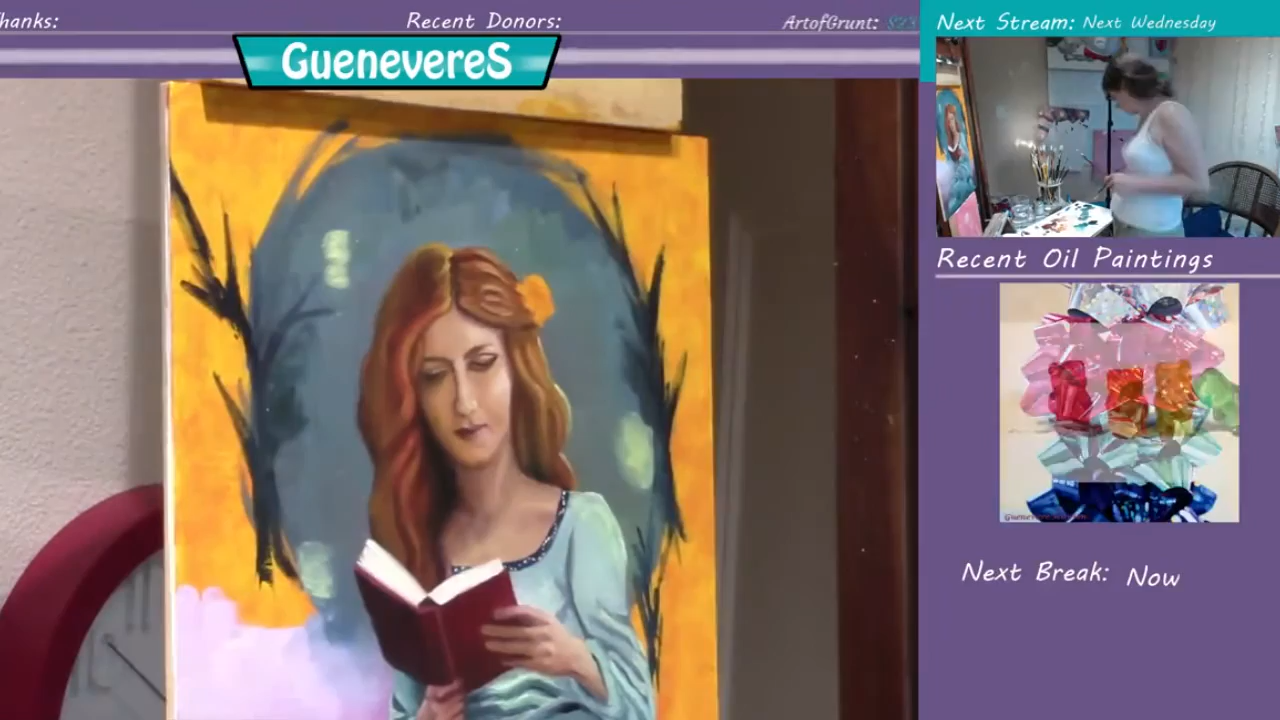 hanks:
Recent Donors:
ArtofGrunt:
GuenevereS
Next Stream: Next Wednesday
Recent Oil Paintings
Next Break: Now